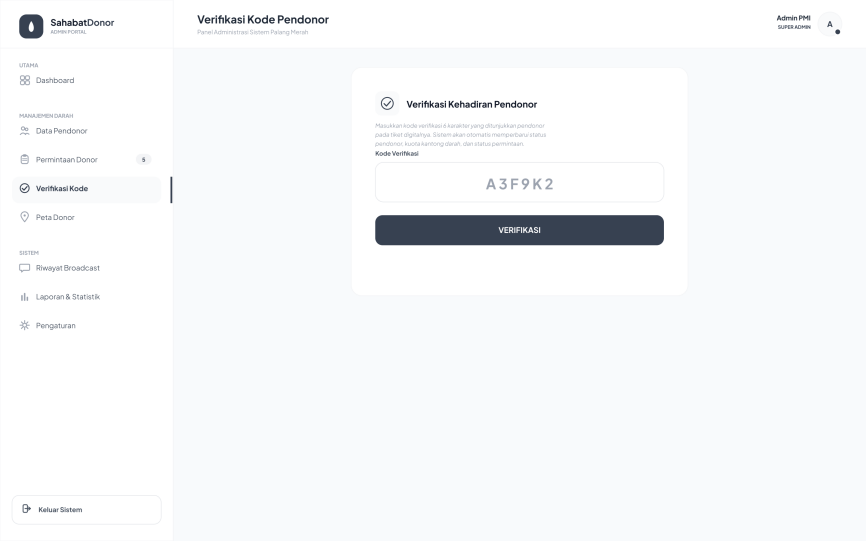 SahabatDonor
ADMIN PORTAL
UTAMA
Dashboard
MANAJEMEN DARAH
Data Pendonor
Permintaan Donor
5
Verifikasi Kode
Peta Donor
SISTEM
Riwayat Broadcast
Laporan & Statistik
Pengaturan
Keluar Sistem
Verifikasi Kode Pendonor
Panel Administrasi Sistem Palang Merah
Admin PMI
SUPER ADMIN
A
Verifikasi Kehadiran Pendonor
Masukkan kode verifikasi 6 karakter yang ditunjukkan pendonor
pada tiket digitalnya. Sistem akan otomatis memperbarui status
pendonor, kuota kantong darah, dan status permintaan.
Kode Verifikasi
A3F9K2
VERIFIKASI